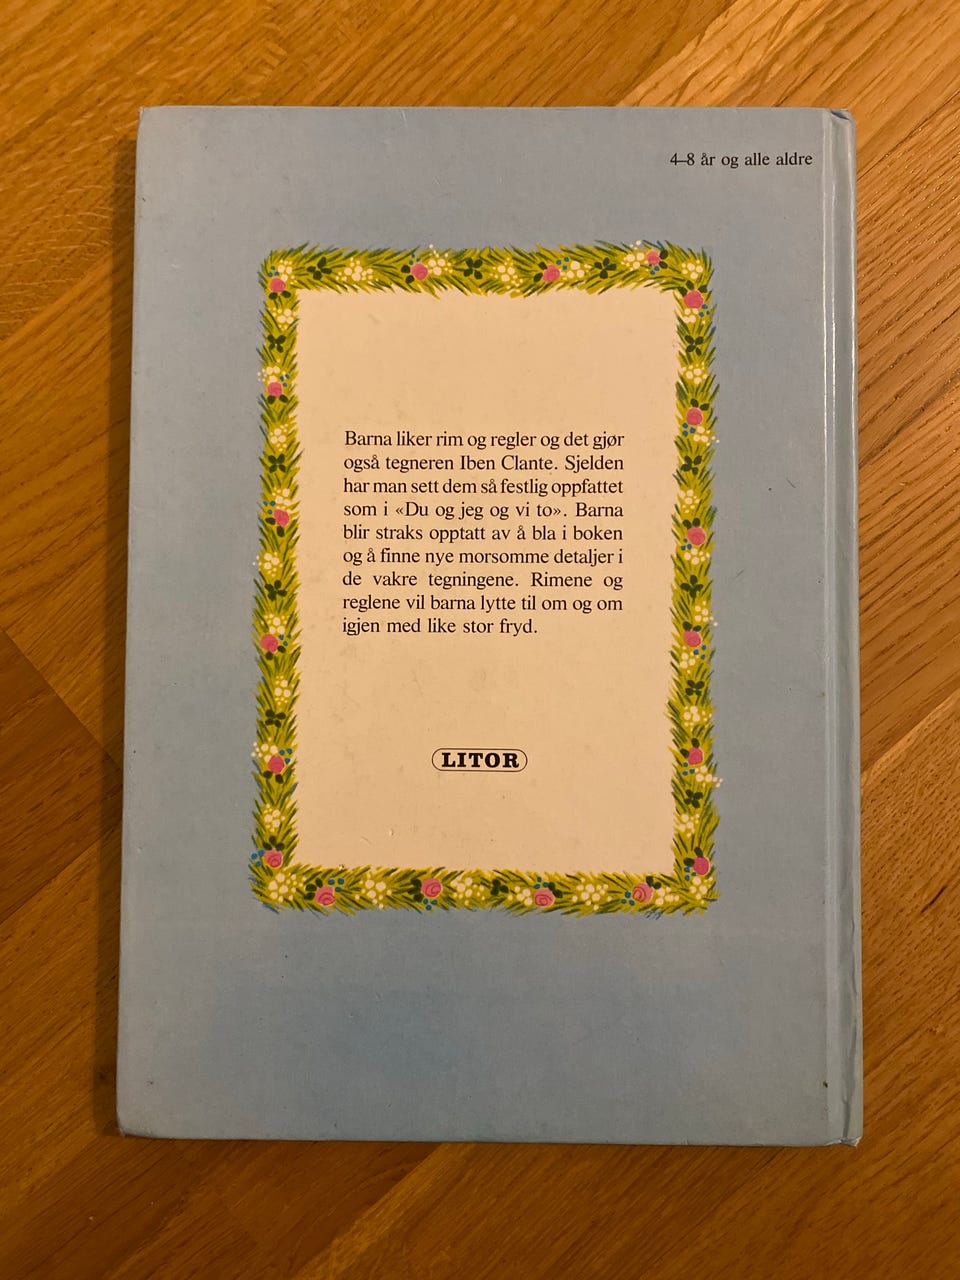 4–8 år og alle aldre
Barna liker rim og regler og det gjør
også tegneren Iben Clante. Sjelden
har man sett dem så festlig oppfattet
som i «Du og jeg og vi to». Barna
blir straks opptatt av å bla i boken
og å finne nye morsomme detaljer i
de vakre tegningene. Rimene og
reglene vil barna lytte til om og om
igjen med like stor fryd.
LITOR